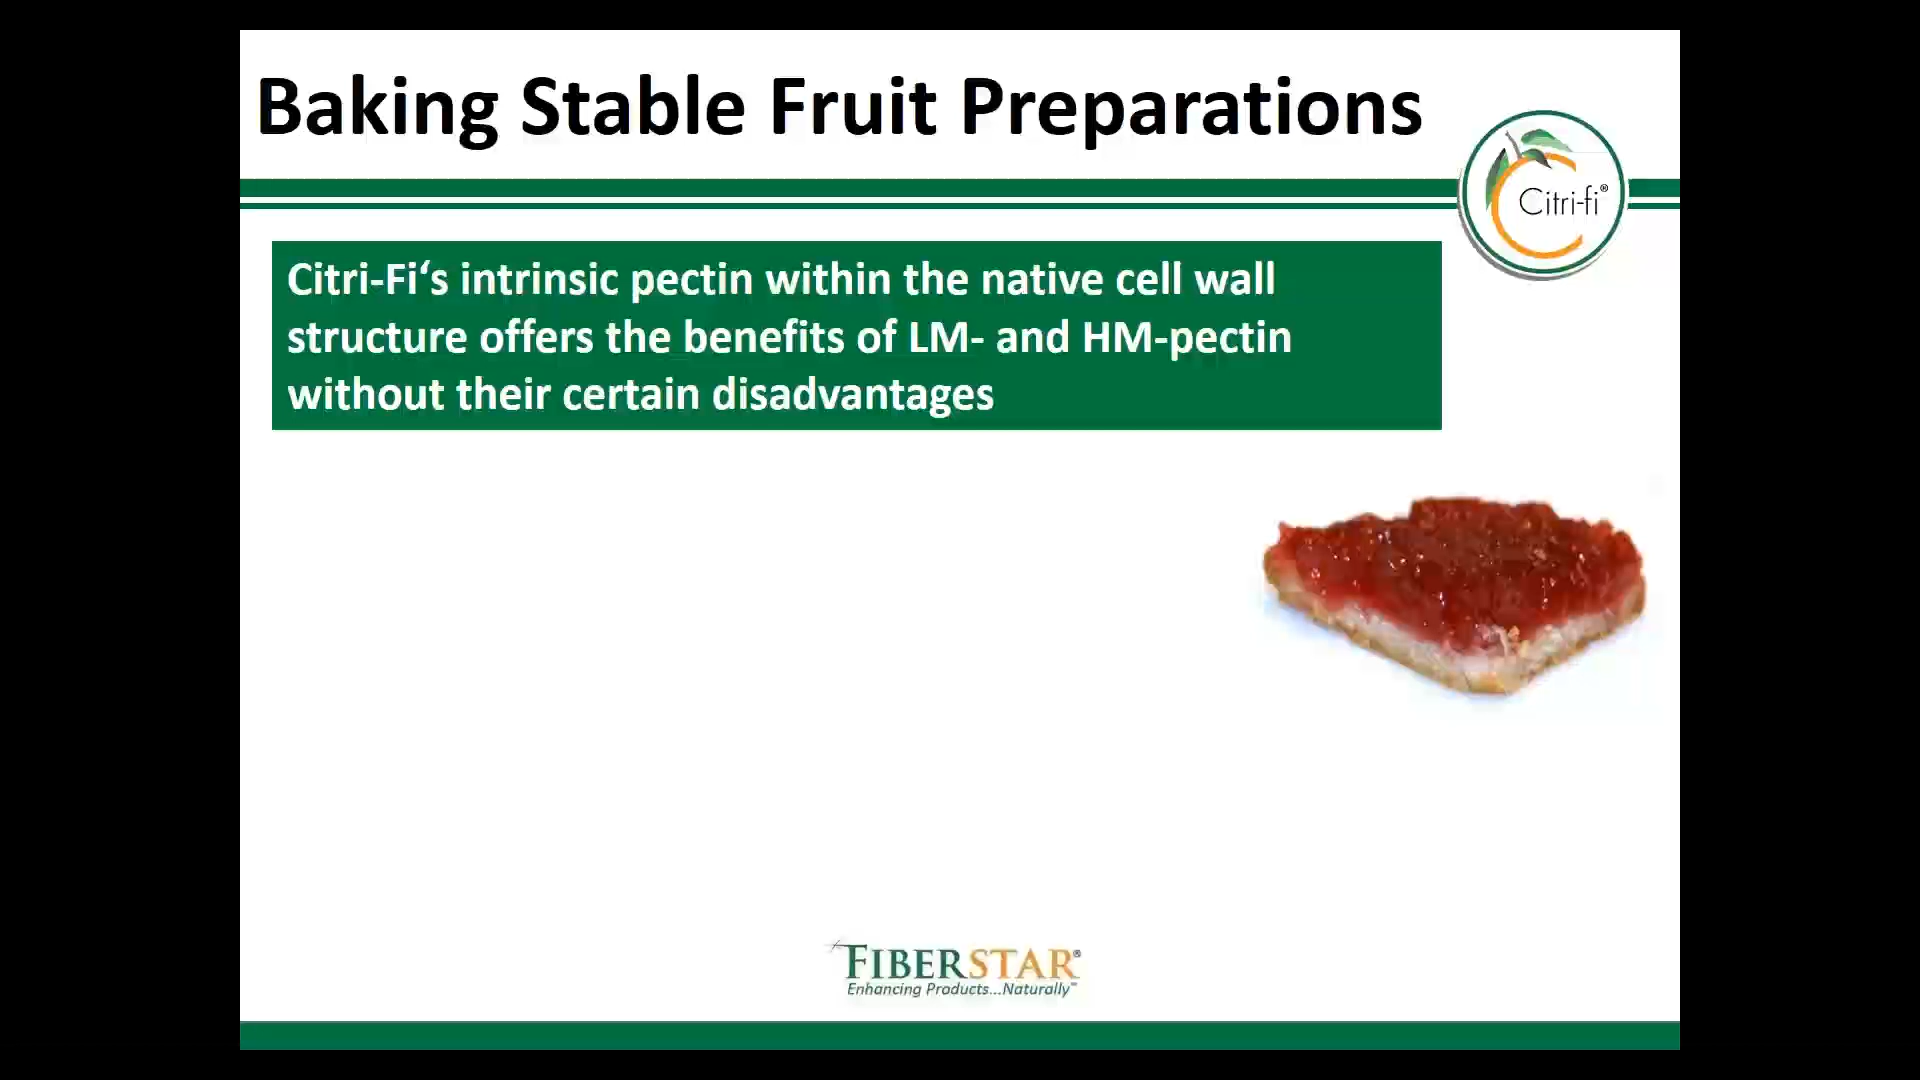 Baking Stable Fruit Preparations
Citri-fi®
Citri-Fi‘s intrinsic pectin within the native cell wall
structure offers the benefits of LM- and HM-pectin
without their certain disadvantages
FIBERSTAR®
Enhancing Products...Naturally™